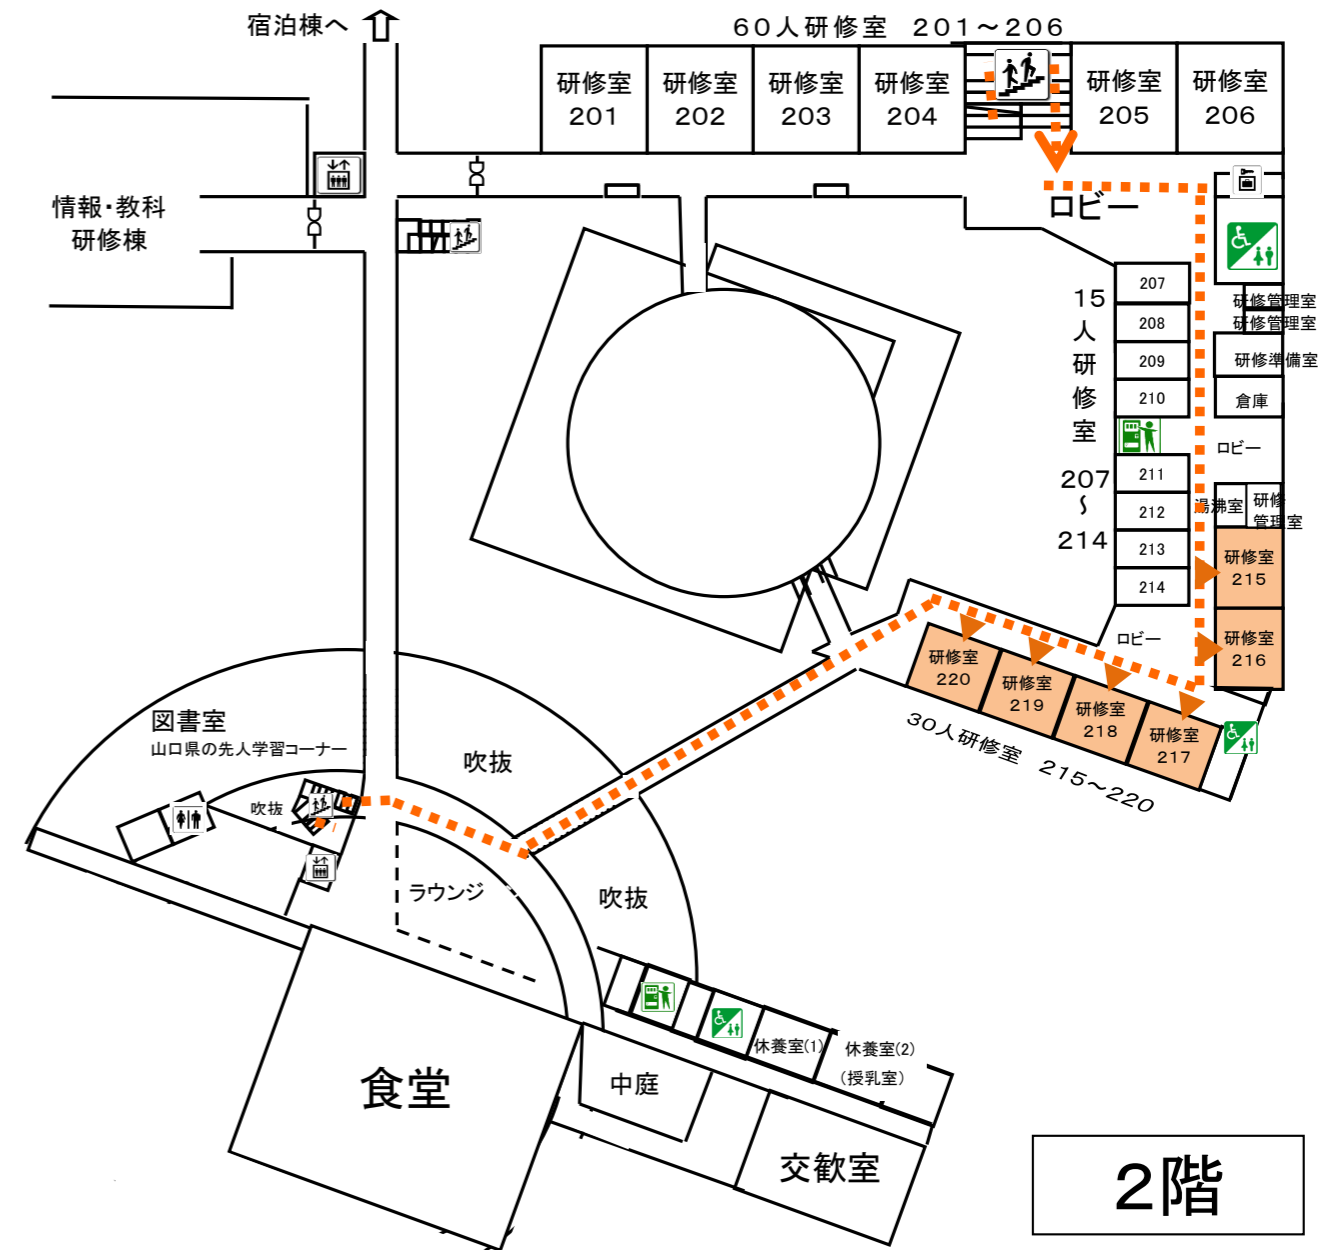 宿泊棟へ
60人研修室 201～206
研修室
201
研修室
202
研修室
203
研修室
204
研修室
205
研修室
206
情報・教科
研修棟
ロビー
15人研修室
207
～
214
207
208
209
210
211
212
213
214
研修管理室
研修管理室
研修準備室
倉庫
ロビー
湯沸室
研修
管理室
研修室
215
研修室
216
ロビー
研修室
220
研修室
219
研修室
218
研修室
217
30人研修室 215～220
図書室
山口県の先人学習コーナー
吹抜
吹抜
吹抜
ラウンジ
食堂
中庭
休養室(1)
休養室(2)
(授乳室)
交歓室
2階